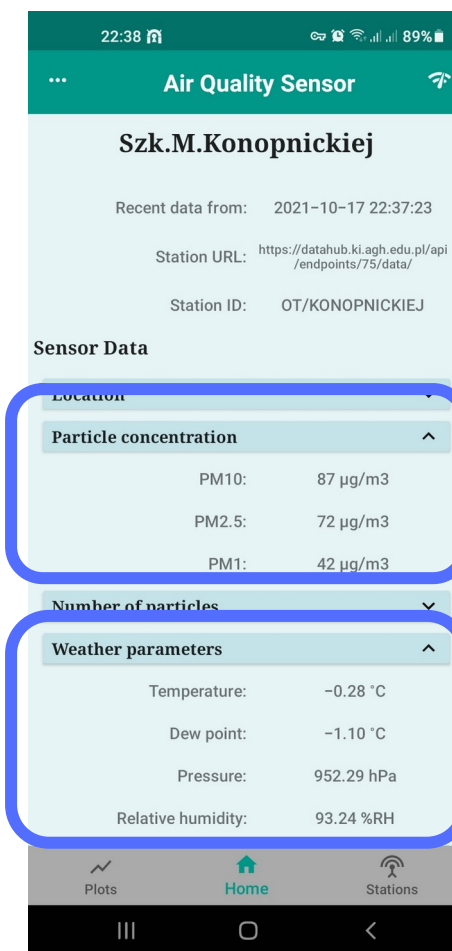 22:38 89%
Air Quality Sensor
Szk.M.Konopnickiej
Recent data from: 2021-10-17 22:37:23
Station URL: https://datahub.ki.agh.edu.pl/api
/endpoints/75/data/
Station ID: OT/KONOPNICKIEJ
Sensor Data
Location
Particle concentration
PM10: 87 µg/m3
PM2.5: 72 µg/m3
PM1: 42 µg/m3
Number of particles
Weather parameters
Temperature: -0.28 °C
Dew point: -1.10 °C
Pressure: 952.29 hPa
Relative humidity: 93.24 %RH
Plots Home Stations